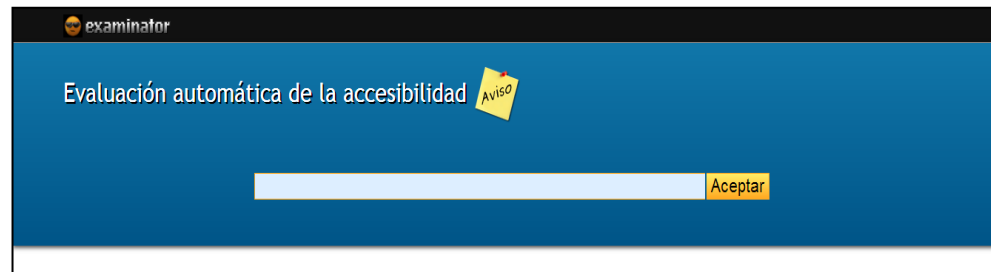 examinator
Evaluación automática de la accesibilidad
Aviso
Aceptar